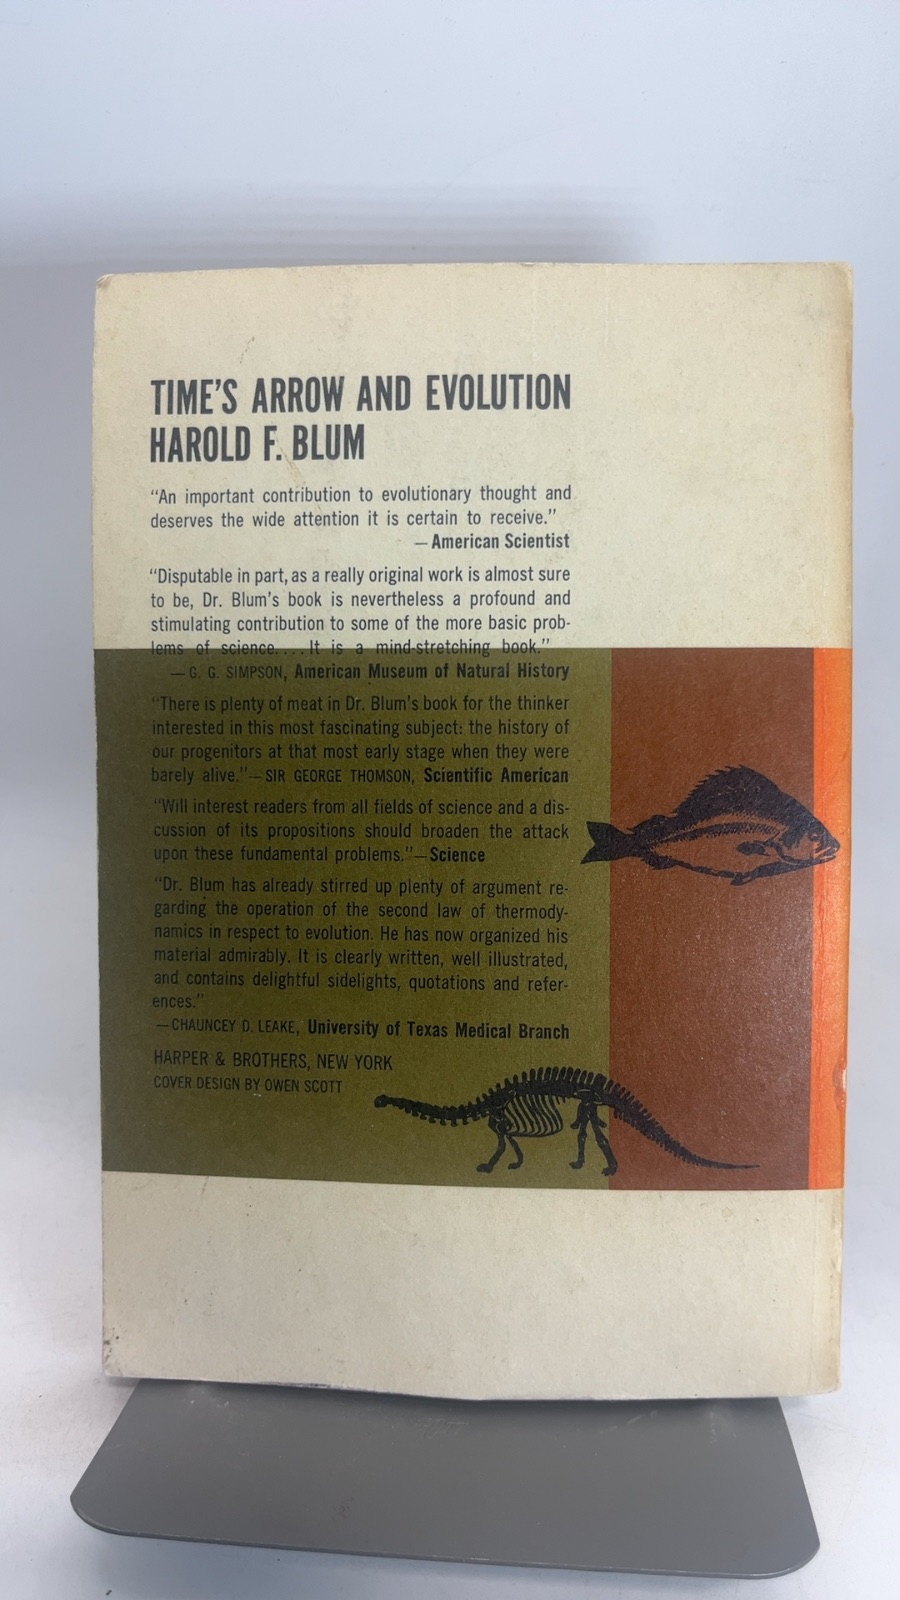 TIME'S ARROW AND EVOLUTION
HAROLD F. BLUM
"An important contribution to evolutionary thought and
deserves the wide attention it is certain to receive."
—American Scientist
"Disputable in part, as a really original work is almost sure
to be, Dr. Blum's book is nevertheless a profound and
stimulating contribution to some of the more basic prob-
lems of science.... It is a mind-stretching book."
—G. G. SIMPSON, American Museum of Natural History
"There is plenty of meat in Dr. Blum's book for the thinker
interested in this most fascinating subject: the history of
our progenitors at that most early stage when they were
barely alive."—SIR GEORGE THOMSON, Scientific American
"Will interest readers from all fields of science and a dis-
cussion of its propositions should broaden the attack
upon these fundamental problems."—Science
"Dr. Blum has already stirred up plenty of argument re-
garding the operation of the second law of thermody-
namics in respect to evolution. He has now organized his
material admirably. It is clearly written, well illustrated,
and contains delightful sidelights, quotations and refer-
ences."
—CHAUNCEY D. LEAKE, University of Texas Medical Branch
HARPER & BROTHERS, NEW YORK
COVER DESIGN BY OWEN SCOTT